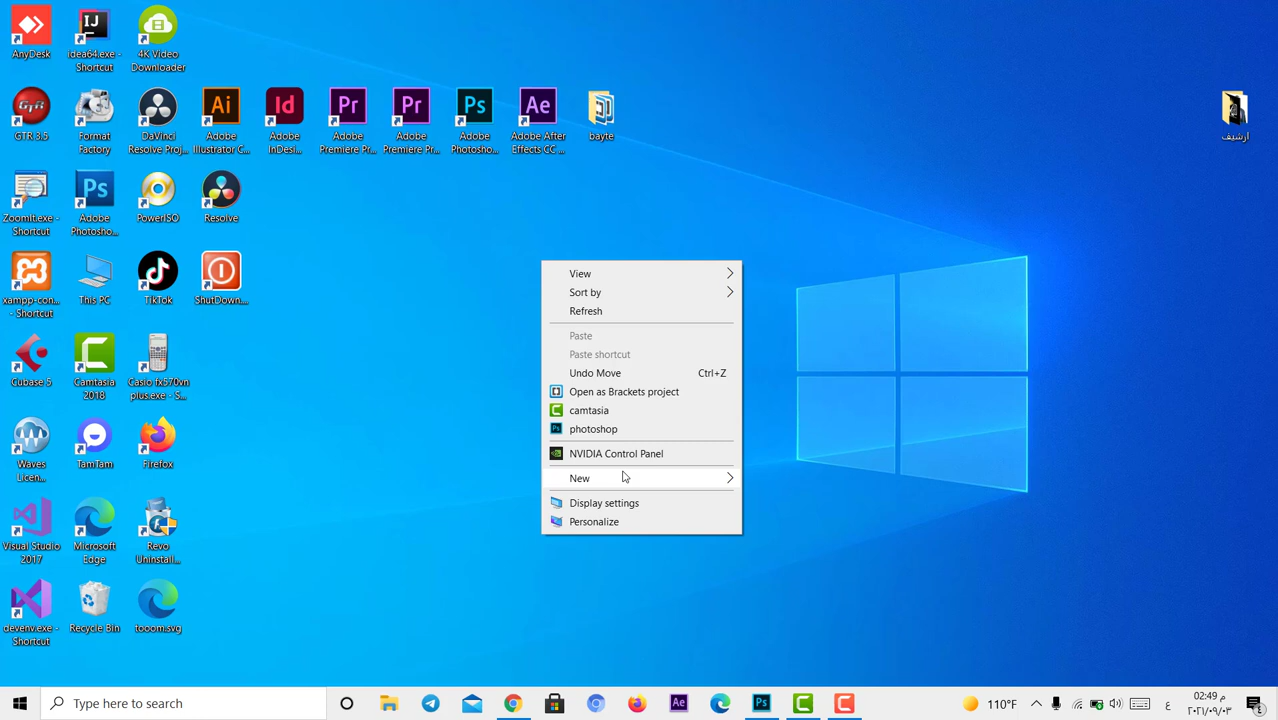 AnyDesk
idea64.exe -
Shortcut
4K Video
Downloader
GTR 3.5
Format
Factory
DaVinci
Resolve Proj...
Adobe
Illustrator C...
Adobe
InDesi...
Adobe
Premiere Pr...
Adobe
Premiere Pr...
Adobe
Photosho...
Adobe After
Effects CC ...
bayte
ارشيف
ZoomIt.exe -
Shortcut
Adobe
Photosho...
PowerISO
Resolve
xampp-con...
- Shortcut
This PC
TikTok
ShutDown....
Cubase 5
Camtasia
2018
Casio fx570vn
plus.exe - S...
Waves
Licen...
TamTam
Firefox
Visual Studio
2017
Microsoft
Edge
Revo
Uninstall...
devenv.exe -
Shortcut
Recycle Bin
tooom.svg
View
Sort by
Refresh
Paste
Paste shortcut
Undo Move Ctrl+Z
Open as Brackets project
camtasia
photoshop
NVIDIA Control Panel
New
Display settings
Personalize
Type here to search
110°F
ع
02:49 م
٢٠٢١/٠٩/٠٣